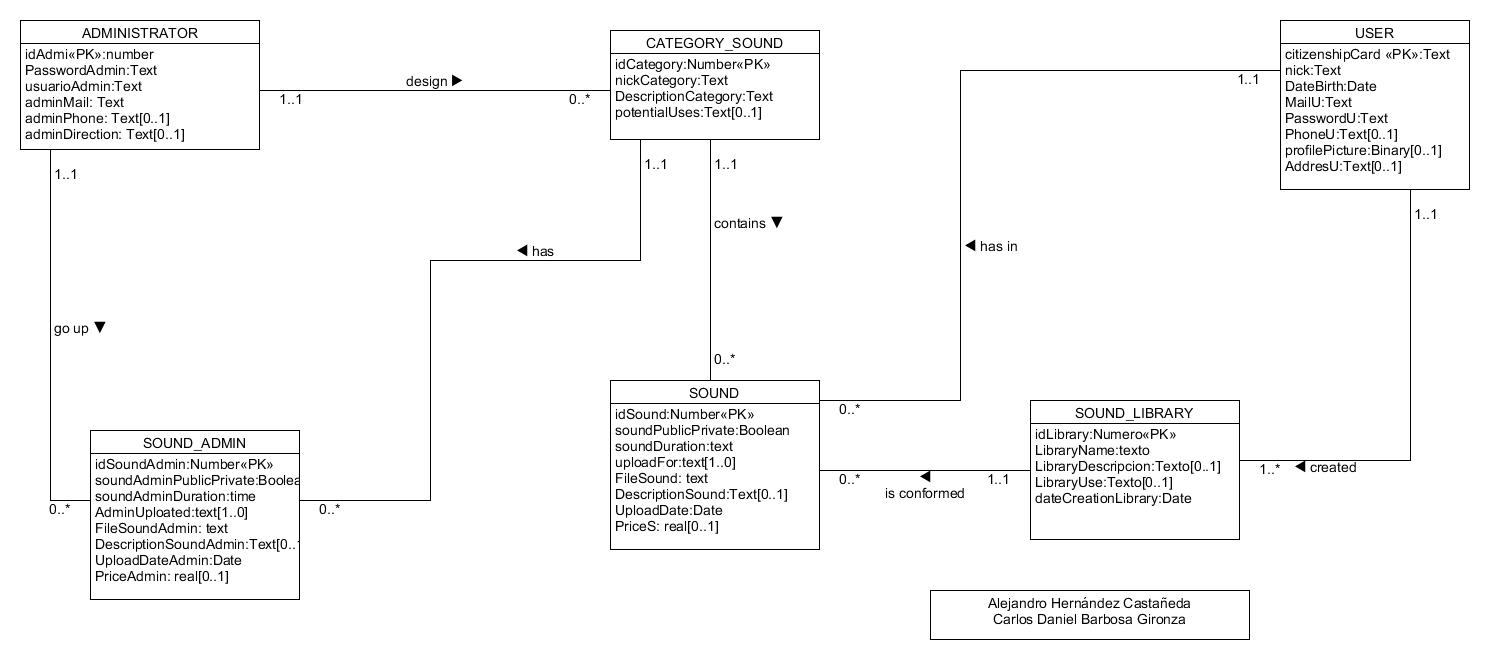 ADMINISTRATOR
idAdmi«PK»:number
PasswordAdmin:Text
usuarioAdmin:Text
adminMail: Text
adminPhone: Text[0..1]
adminDirection: Text[0..1]
design
1..1
0..*
CATEGORY_SOUND
idCategory:Number«PK»
nickCategory:Text
DescriptionCategory:Text
potentialUses:Text[0..1]
USER
citizenshipCard «PK»:Text
nick:Text
DateBirth:Date
MailU:Text
PasswordU:Text
PhoneU:Text[0..1]
profilePicture:Binary[0..1]
AddresU:Text[0..1]
1..1
1..1
1..1
1..1
1..1
contains
has
has in
go up
0..*
SOUND
idSound:Number«PK»
soundPublicPrivate:Boolean
soundDuration:text
uploadFor:text[1..0]
FileSound: text
DescriptionSound:Text[0..1]
UploadDate:Date
PriceS: real[0..1]
0..*
0..*
is conformed
1..1
SOUND_LIBRARY
idLibrary:Numero«PK»
LibraryName:texto
LibraryDescripcion:Texto[0..1]
LibraryUse:Texto[0..1]
dateCreationLibrary:Date
1..*
created
SOUND_ADMIN
idSoundAdmin:Number«PK»
soundAdminPublicPrivate:Boolea
soundAdminDuration:time
AdminUploaded:text[1..0]
FileSoundAdmin: text
DescriptionSoundAdmin:Text[0..1
UploadDateAdmin:Date
PriceAdmin: real[0..1]
0..*
0..*
Alejandro Hernández Castañeda
Carlos Daniel Barbosa Gironza